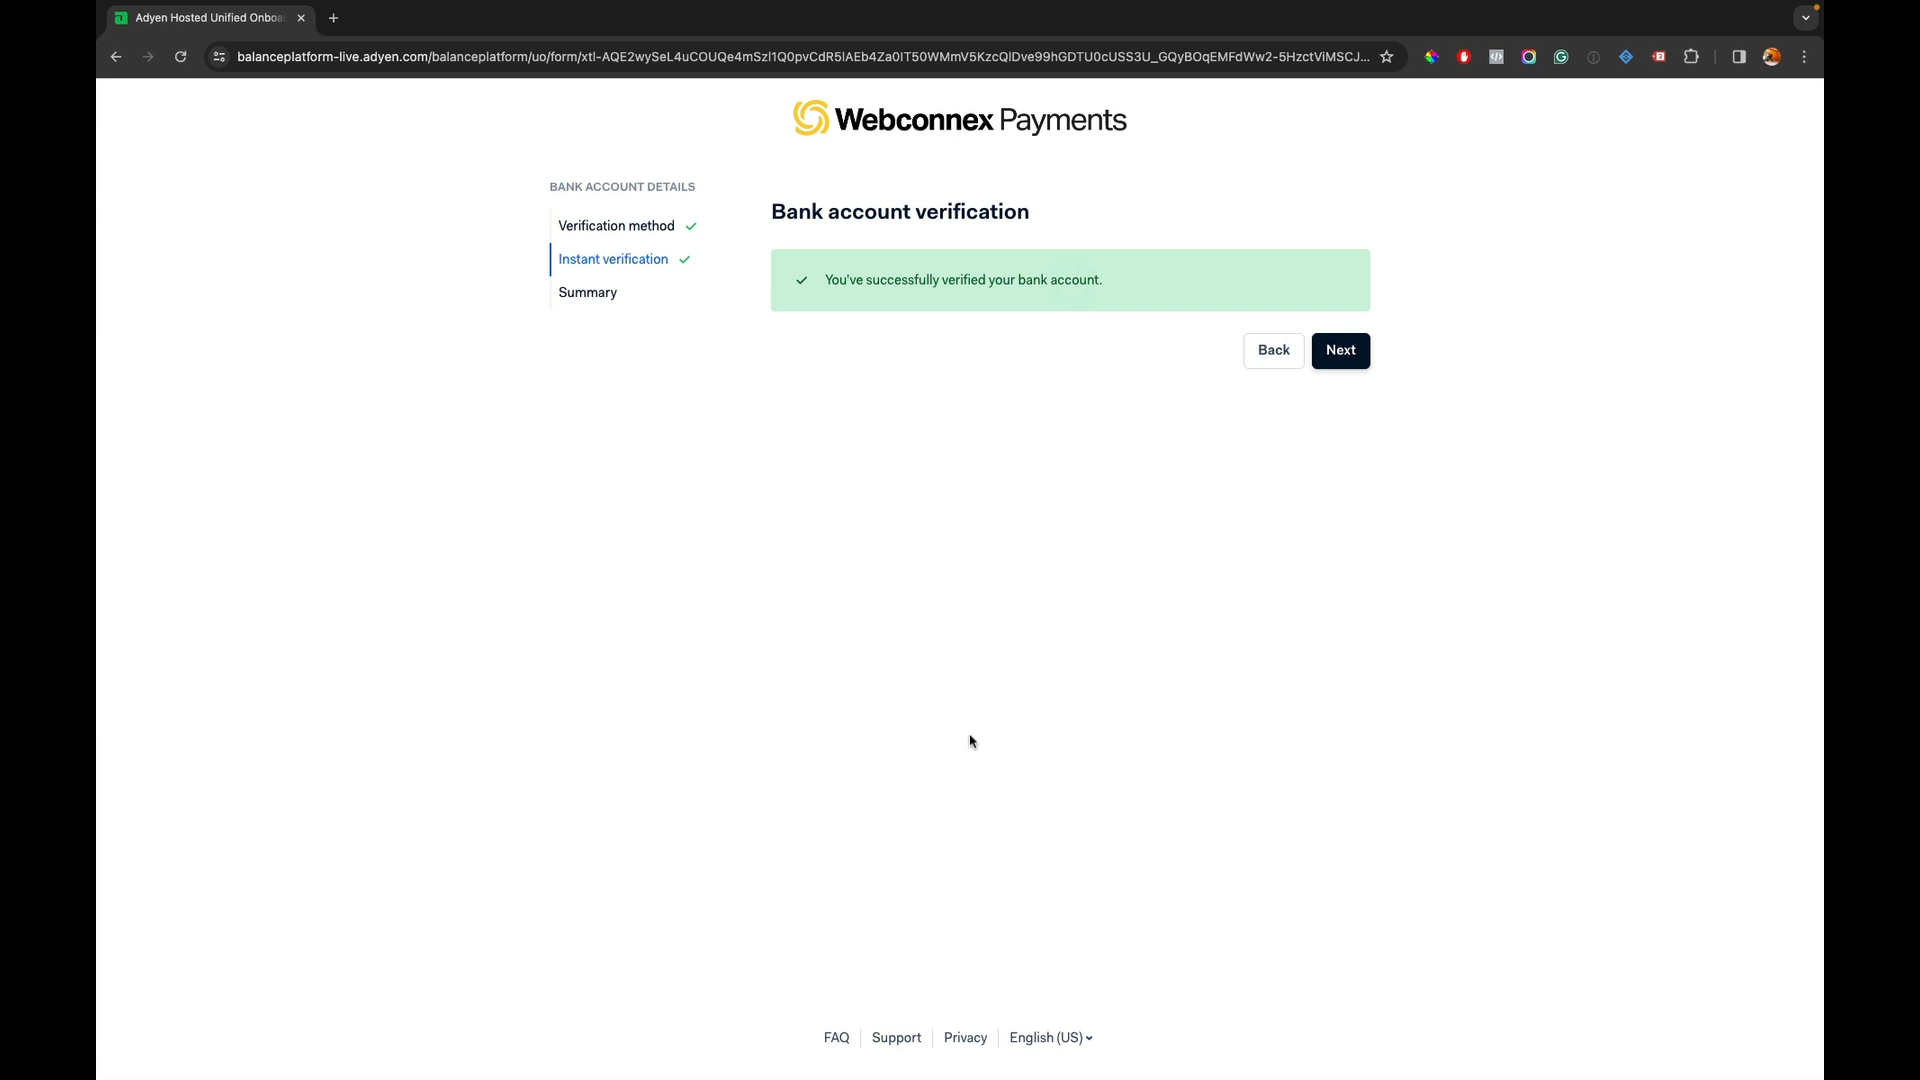 Adyen Hosted Unified Onboa
balanceplatform-live.adyen.com/balanceplatform/uo/form/xtl-AQE2wySeL4uCOUQe4mSzI1Q0pvCdR5lAEb4Za0IT50WMmV5KzcQIDve99hGDTU0cUSS3U_GQyBOqEMFdWw2-5HzctViMSCJ...
Webconnex Payments
BANK ACCOUNT DETAILS
Verification method
Instant verification
Summary
Bank account verification
You've successfully verified your bank account.
Back
Next
FAQ
Support
Privacy
English (US)